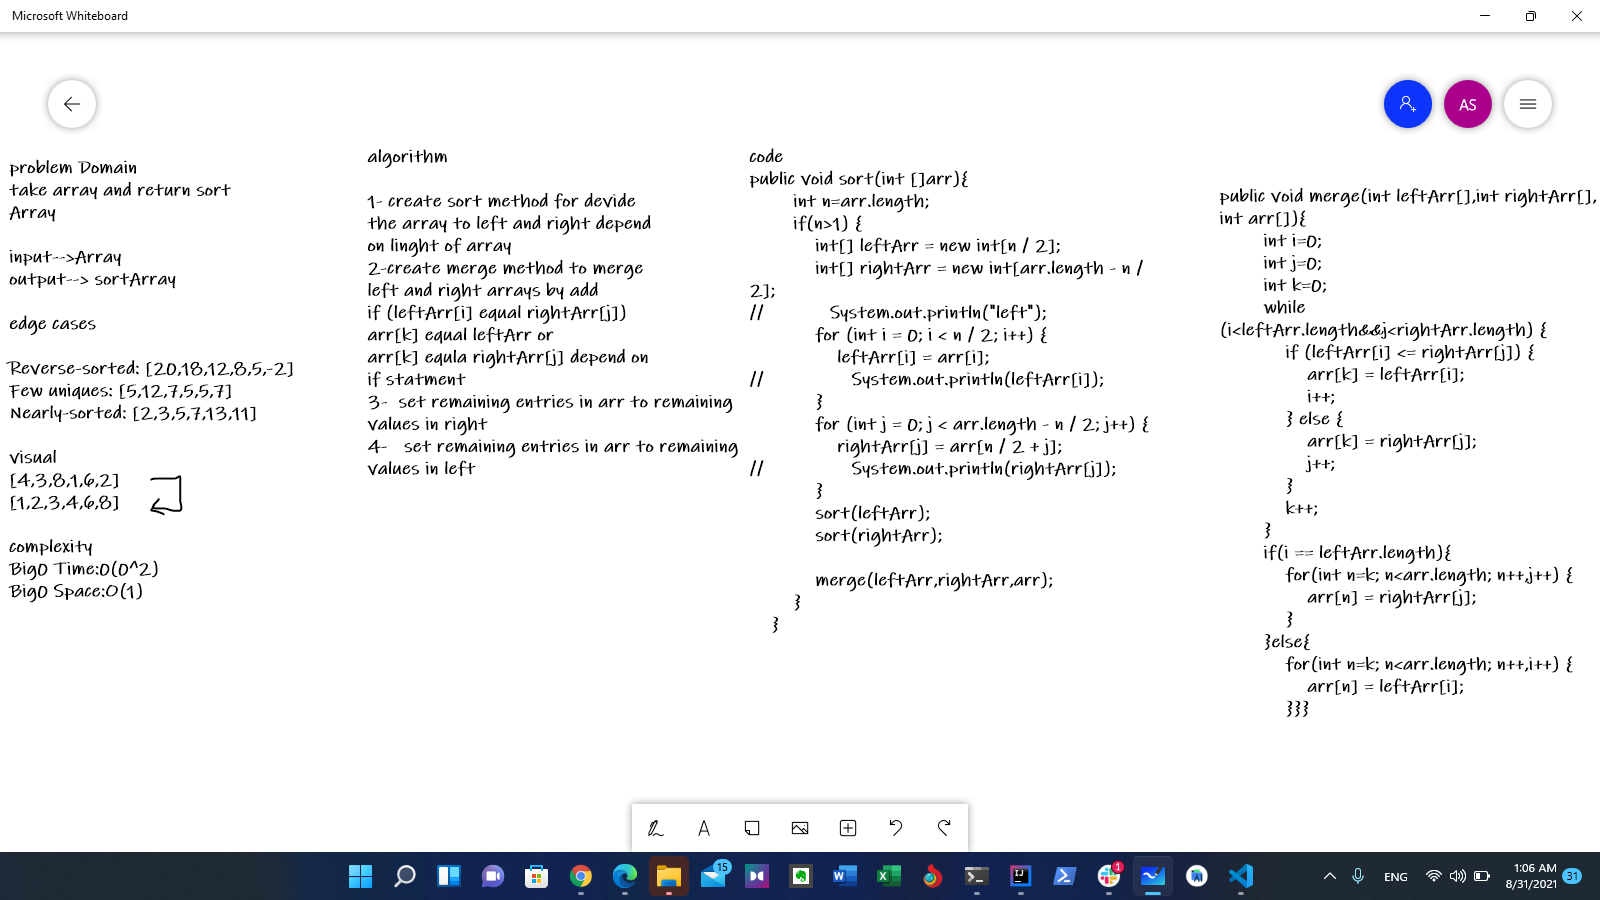 Microsoft Whiteboard
AS
problem Domain
take array and return sort
Array
input-->Array
output--> sortArray
edge cases
Reverse-sorted: [20,18,12,8,5,-2]
Few uniques: [5,12,7,5,5,7]
Nearly-sorted: [2,3,5,7,13,11]
visual
[4,3,8,1,6,2]
[1,2,3,4,6,8]
complexity
BigO Time:O(O^2)
BigO Space:O(1)
algorithm
1- create sort method for devide
the array to left and right depend
on linght of array
2-create merge method to merge
left and right arrays by add
if (leftArr[i] equal rightArr[j])
arr[k] equal leftArr or
arr[k] equla rightArr[j] depend on
if statment
3- set remaining entries in arr to remaining
values in right
4- set remaining entries in arr to remaining
values in left
code
public void sort(int []arr){
int n=arr.length;
if(n>1) {
int[] leftArr = new int[n / 2];
int[] rightArr = new int[arr.length - n /
2];
// System.out.println("left");
for (int i = 0; i < n / 2; i++) {
leftArr[i] = arr[i];
// System.out.println(leftArr[i]);
}
for (int j = 0; j < arr.length - n / 2; j++) {
rightArr[j] = arr[n / 2 + j];
// System.out.println(rightArr[j]);
}
sort(leftArr);
sort(rightArr);
merge(leftArr,rightArr,arr);
}
}
public void merge(int leftArr[],int rightArr[],
int arr[]){
int i=0;
int j=0;
int k=0;
while
(i<leftArr.length&&j<rightArr.length) {
if (leftArr[i] <= rightArr[j]) {
arr[k] = leftArr[i];
i++;
} else {
arr[k] = rightArr[j];
j++;
}
k++;
}
if(i == leftArr.length){
for(int n=k; n<arr.length; n++,j++) {
arr[n] = rightArr[j];
}
}else{
for(int n=k; n<arr.length; n++,i++) {
arr[n] = leftArr[i];
}}}
15
1
ENG
1:06 AM
8/31/2021
31